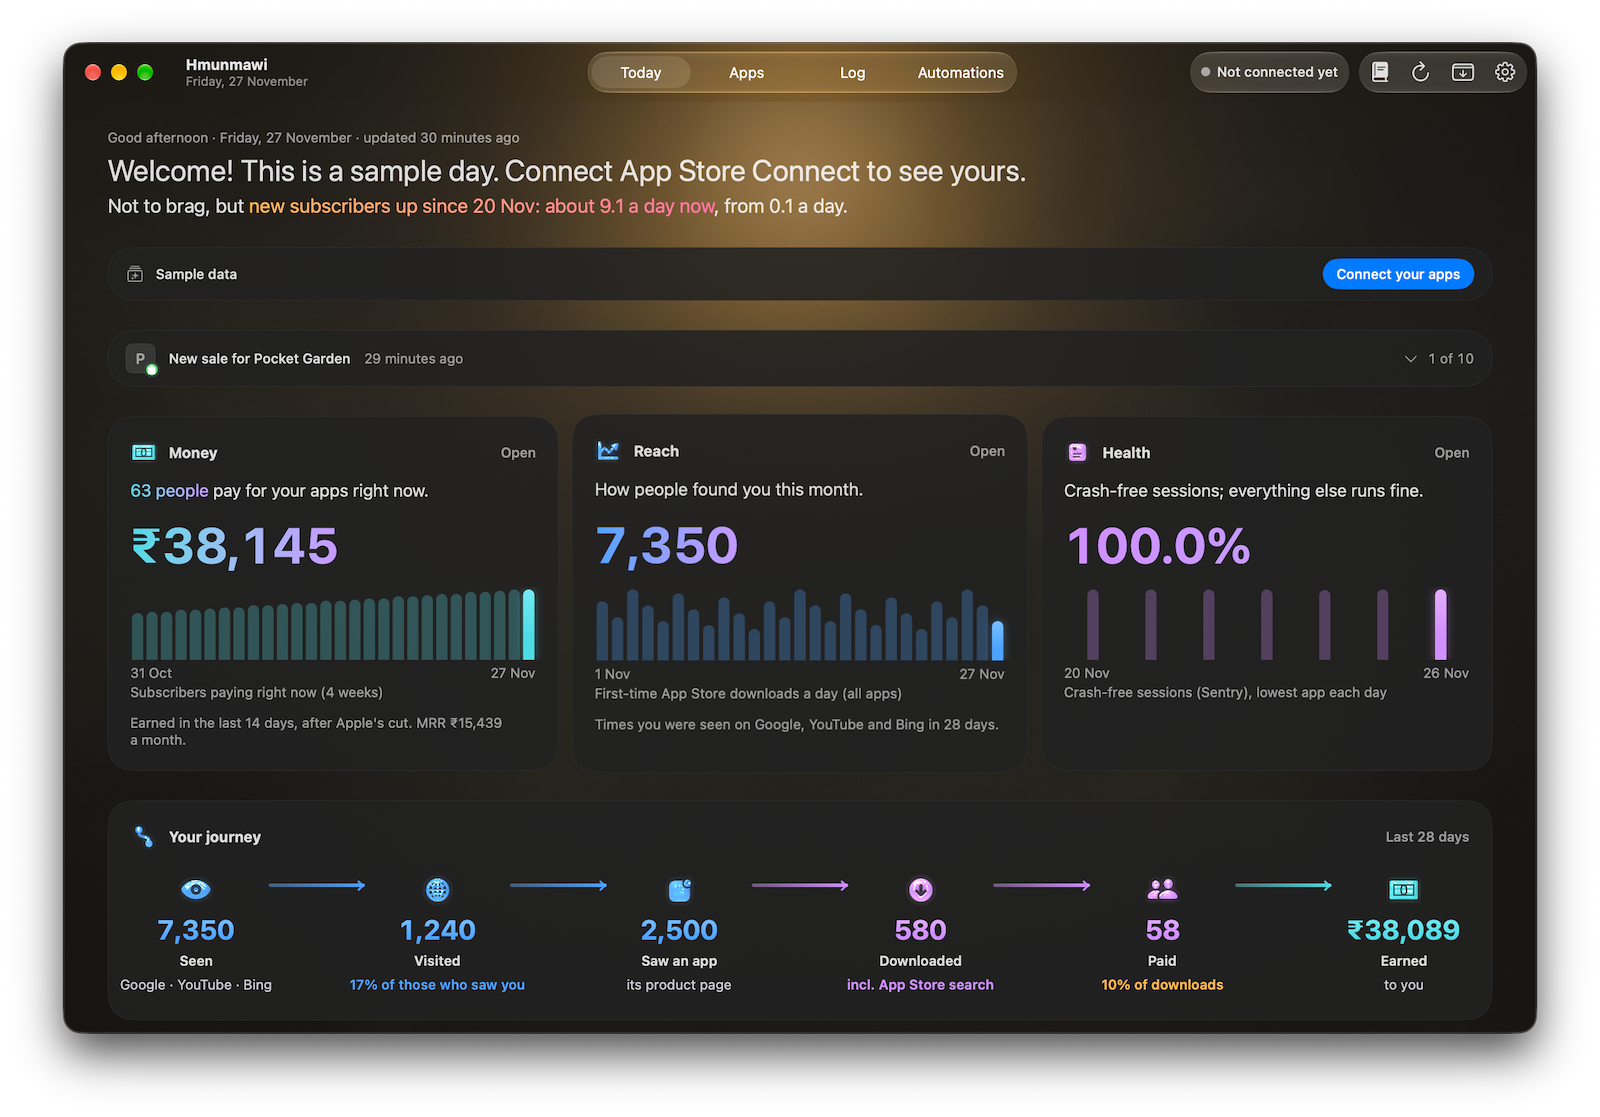 Hmunmawi
Friday, 27 November
Today
Apps
Log
Automations
Not connected yet
Good afternoon · Friday, 27 November · updated 30 minutes ago
Welcome! This is a sample day. Connect App Store Connect to see yours.
Not to brag, but new subscribers up since 20 Nov: about 9.1 a day now, from 0.1 a day.
Sample data
Connect your apps
P
New sale for Pocket Garden 29 minutes ago
1 of 10
Money
Open
63 people pay for your apps right now.
₹38,145
31 Oct
27 Nov
Subscribers paying right now (4 weeks)
Earned in the last 14 days, after Apple's cut. MRR ₹15,439
a month.
Reach
Open
How people found you this month.
7,350
1 Nov
27 Nov
First-time App Store downloads a day (all apps)
Times you were seen on Google, YouTube and Bing in 28 days.
Health
Open
Crash-free sessions; everything else runs fine.
100.0%
20 Nov
26 Nov
Crash-free sessions (Sentry), lowest app each day
Your journey
Last 28 days
7,350
Seen
Google · YouTube · Bing
1,240
Visited
17% of those who saw you
2,500
Saw an app
its product page
580
Downloaded
incl. App Store search
58
Paid
10% of downloads
₹38,089
Earned
to you